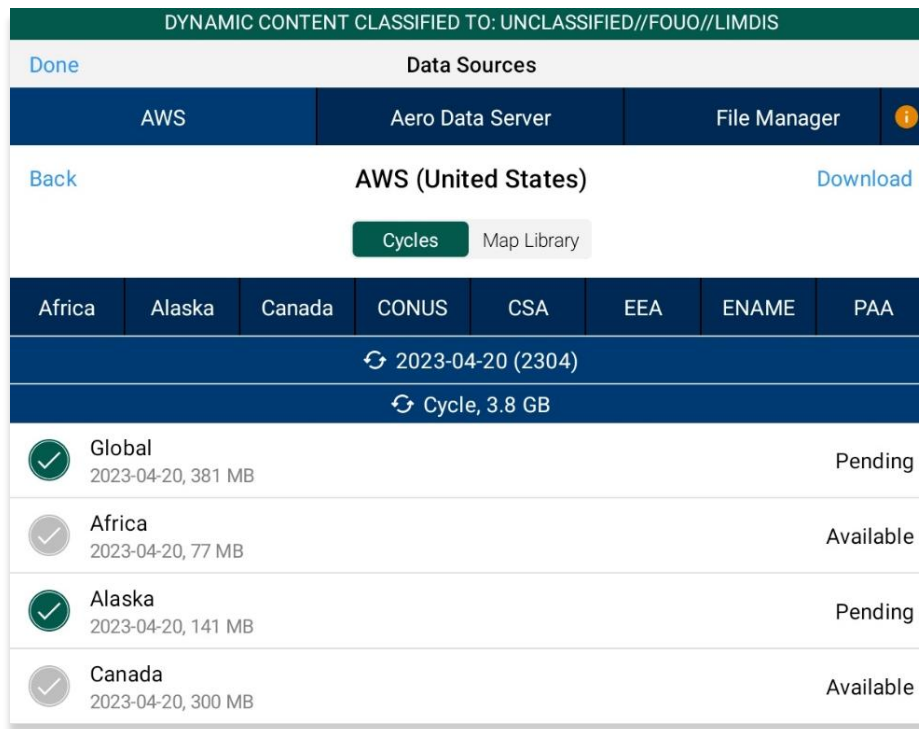 DYNAMIC CONTENT CLASSIFIED TO: UNCLASSIFIED//FOUO//LIMDIS
Done Data Sources
AWS Aero Data Server File Manager i
Back AWS (United States) Download
Cycles Map Library
Africa Alaska Canada CONUS CSA EEA ENAME PAA
2023-04-20 (2304)
Cycle, 3.8 GB
Global
2023-04-20, 381 MB
Pending
Africa
2023-04-20, 77 MB
Available
Alaska
2023-04-20, 141 MB
Pending
Canada
2023-04-20, 300 MB
Available